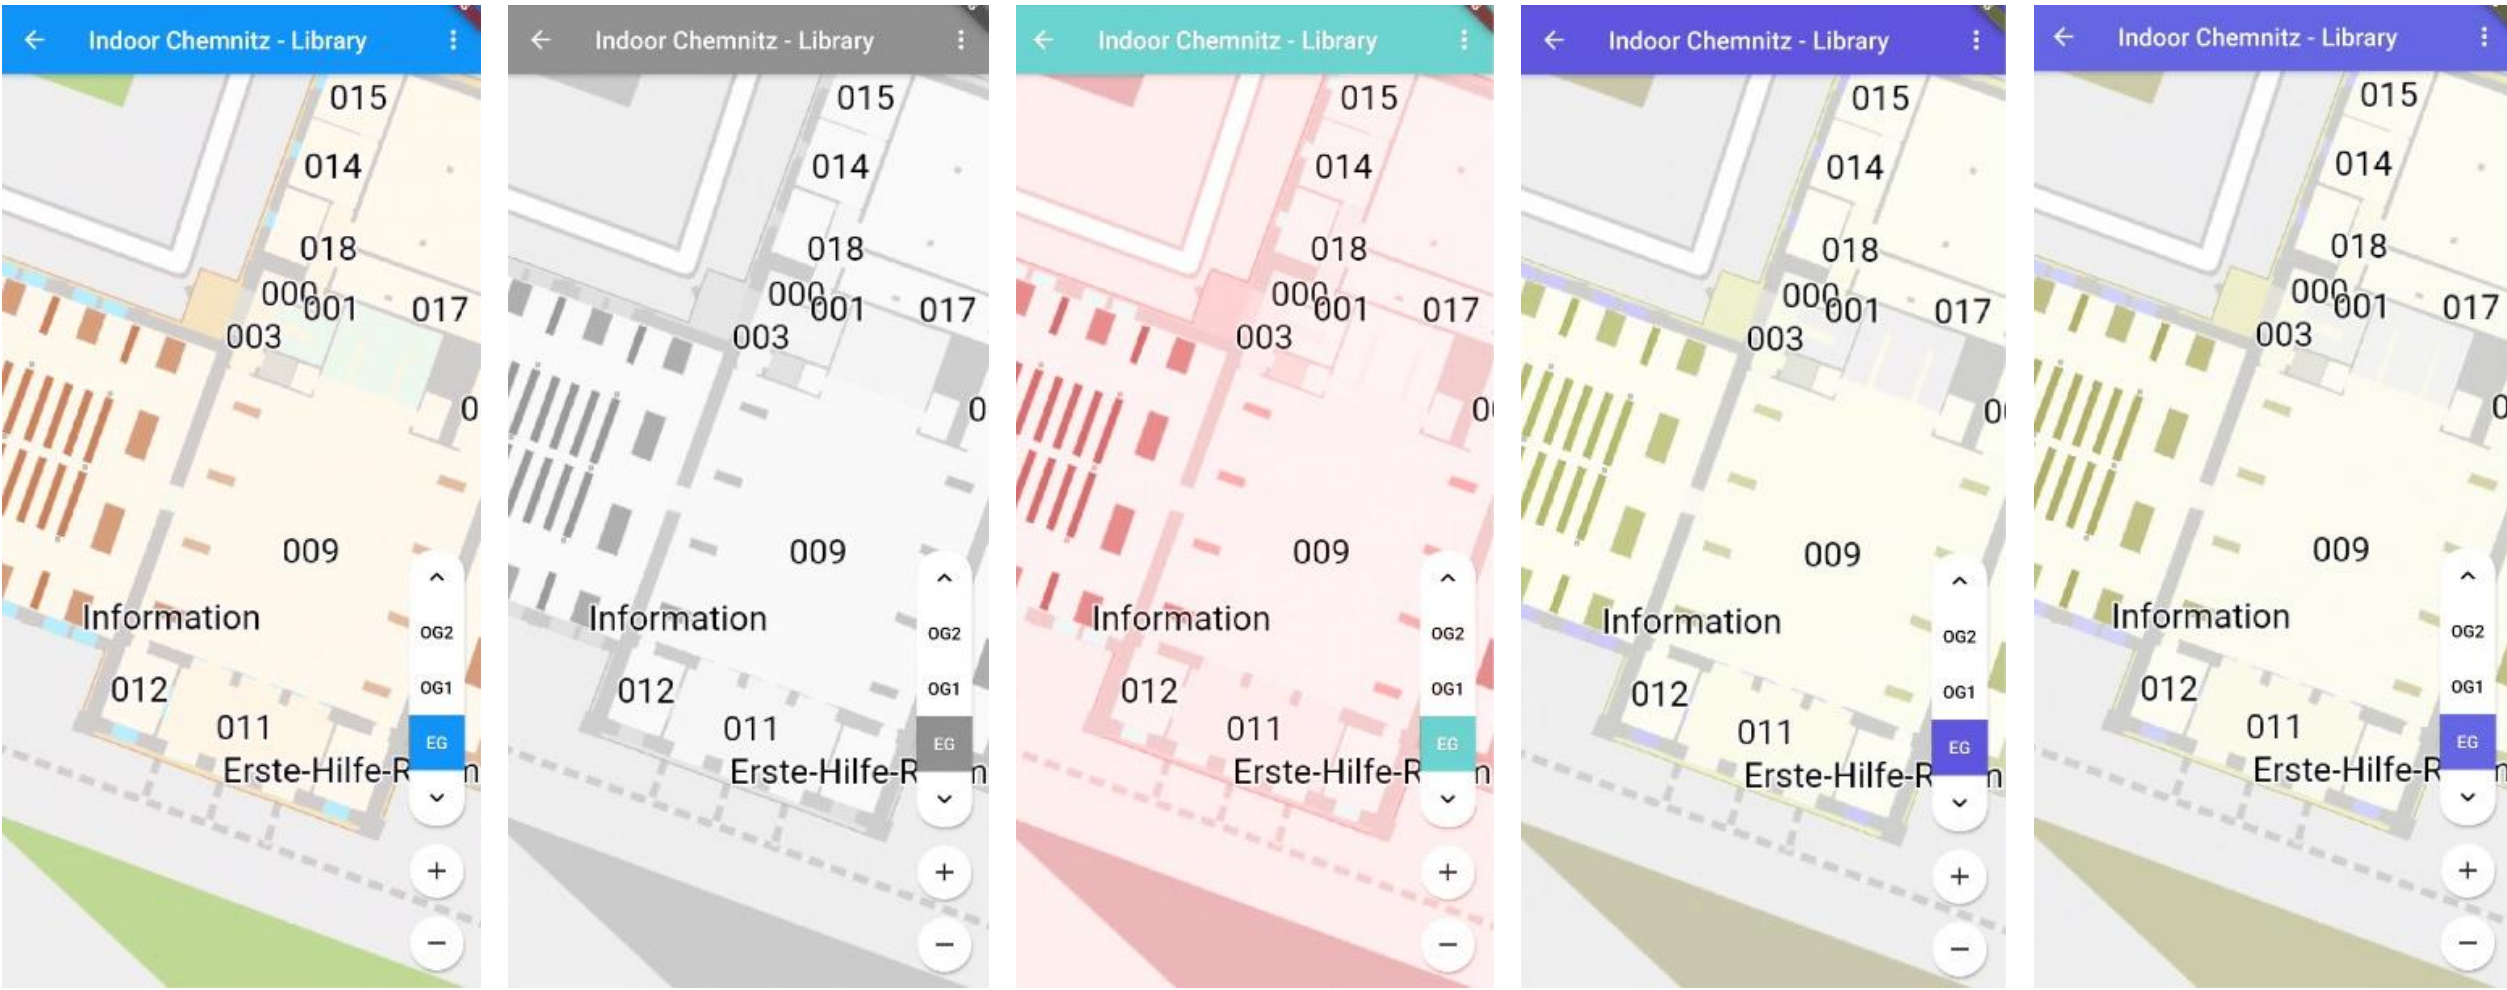 Indoor Chemnitz - Library
015
014
018
000
001
017
003
0
009
Information
OG2
012
OG1
011
EG
Erste-Hilfe-R n
Indoor Chemnitz - Library
015
014
018
000
001
017
003
0
009
Information
OG2
012
OG1
011
EG
Erste-Hilfe-R n
Indoor Chemnitz - Library
015
014
018
000
001
017
003
0
009
Information
OG2
012
OG1
011
EG
Erste-Hilfe-R n
Indoor Chemnitz - Library
015
014
018
000
001
017
003
0
009
Information
OG2
012
OG1
011
EG
Erste-Hilfe-R n
Indoor Chemnitz - Library
015
014
018
000
001
017
003
0
009
Information
OG2
012
OG1
011
EG
Erste-Hilfe-R n